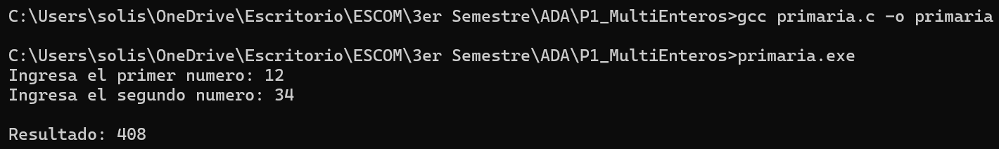 C:\Users\solis\OneDrive\Escritorio\ESCOM\3er Semestre\ADA\P1_MultiEnteros>gcc primaria.c -o primaria
C:\Users\solis\OneDrive\Escritorio\ESCOM\3er Semestre\ADA\P1_MultiEnteros>primaria.exe
Ingresa el primer numero: 12
Ingresa el segundo numero: 34
Resultado: 408